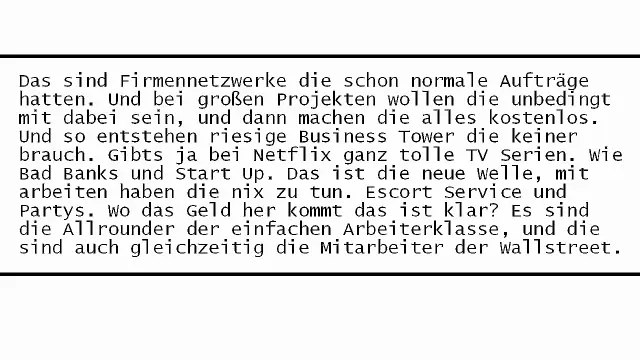 Das sind Firmennetzwerke die schon normale Aufträge
hatten. Und bei großen Projekten wollen die unbedingt
mit dabei sein, und dann machen die alles kostenlos.
Und so entstehen riesige Business Tower die keiner
brauch. Gibts ja bei Netflix ganz tolle TV Serien. Wie
Bad Banks und Start Up. Das ist die neue Welle, mit
arbeiten haben die nix zu tun. Escort Service und
Partys. Wo das Geld her kommt das ist klar? Es sind
die Allrounder der einfachen Arbeiterklasse, und die
sind auch gleichzeitig die Mitarbeiter der Wallstreet.